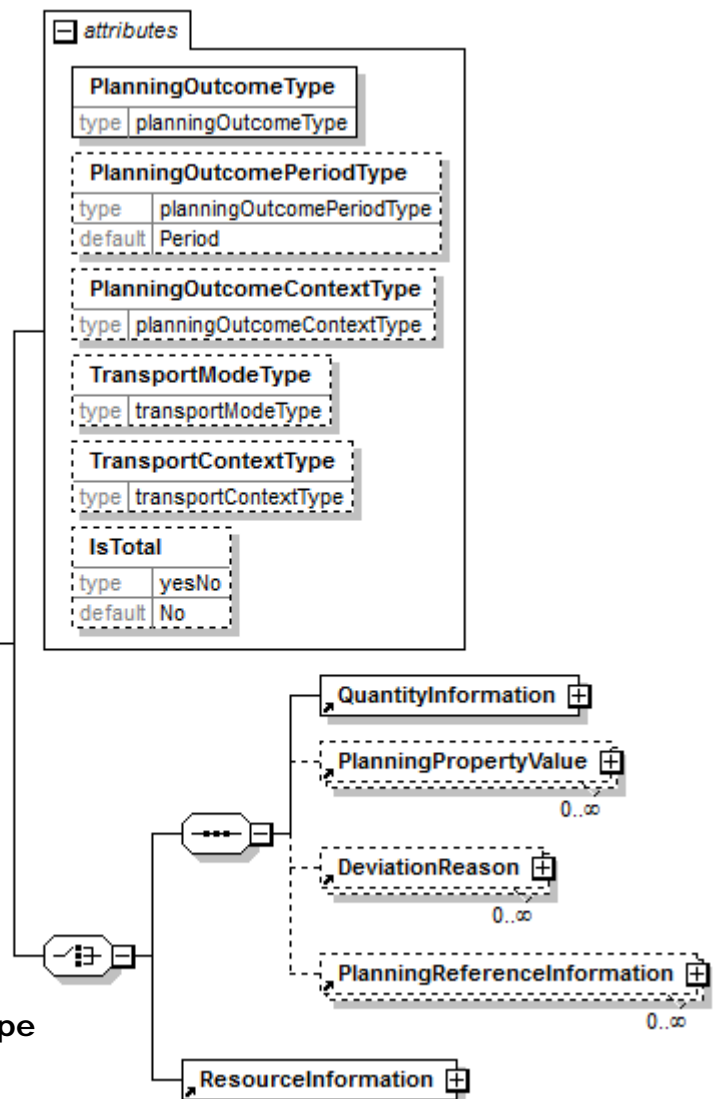 attributes
PlanningOutcomeType
type planningOutcomeType
PlanningOutcomePeriodType
type planningOutcomePeriodType
default Period
PlanningOutcomeContextType
type planningOutcomeContextType
TransportModeType
type transportModeType
TransportContextType
type transportContextType
IsTotal
type yesNo
default No
QuantityInformation
PlanningPropertyValue
0..∞
DeviationReason
0..∞
PlanningReferenceInformation
0..∞
pe
ResourceInformation